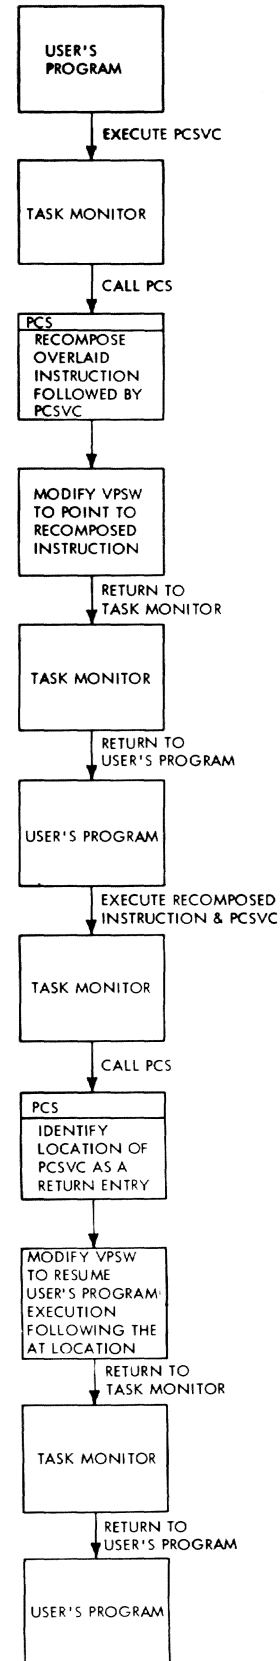 USER'S
PROGRAM
EXECUTE PCSVC
TASK MONITOR
CALL PCS
PCS
RECOMPOSE
OVERLAID
INSTRUCTION
FOLLOWED BY
PCSVC
MODIFY VPSW
TO POINT TO
RECOMPOSED
INSTRUCTION
RETURN TO
TASK MONITOR
TASK MONITOR
RETURN TO
USER'S PROGRAM
USER'S PROGRAM
EXECUTE RECOMPOSED
INSTRUCTION & PCSVC
TASK MONITOR
CALL PCS
PCS
IDENTIFY
LOCATION OF
PCSVC AS A
RETURN ENTRY
MODIFY VPSW
TO RESUME
USER'S PROGRAM
EXECUTION
FOLLOWING THE
AT LOCATION
RETURN TO
TASK MONITOR
TASK MONITOR
RETURN TO
USER'S PROGRAM
USER'S PROGRAM